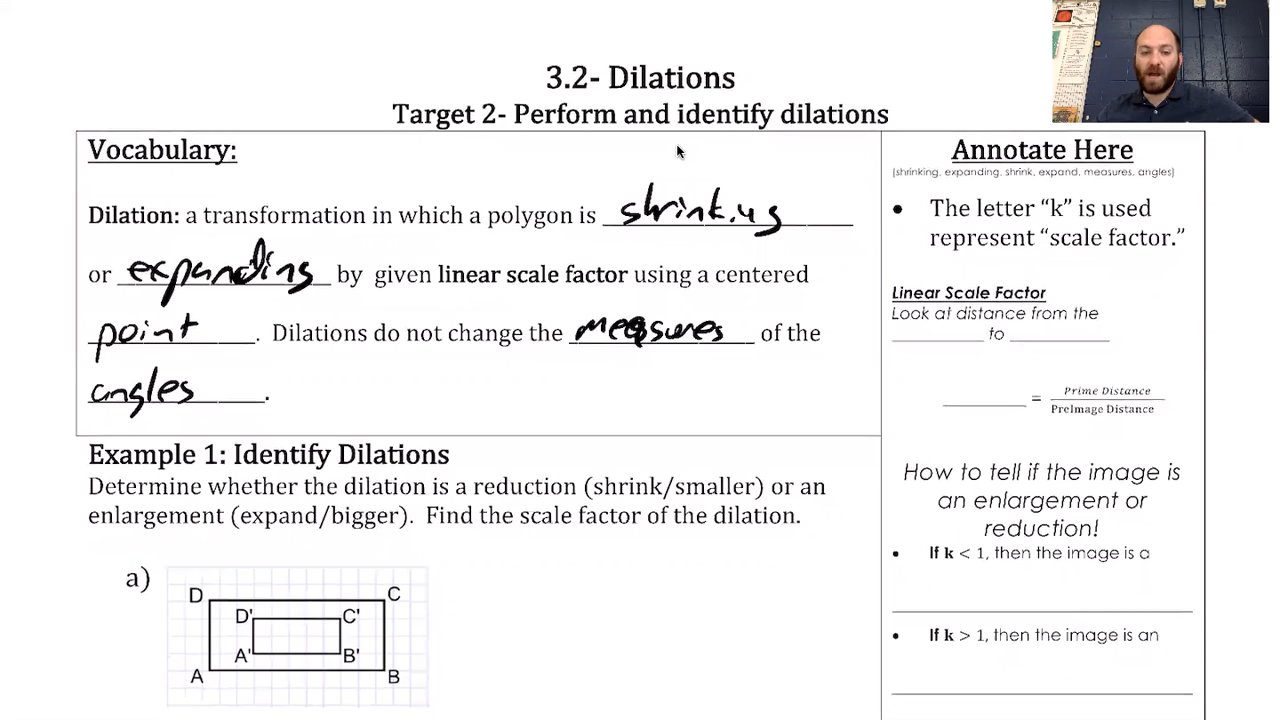 3.2- Dilations
Target 2- Perform and identify dilations
Vocabulary:
Dilation: a transformation in which a polygon is shrinking
or expanding by given linear scale factor using a centered
point. Dilations do not change the measures of the
angles.
Example 1: Identify Dilations
Determine whether the dilation is a reduction (shrink/smaller) or an
enlargement (expand/bigger). Find the scale factor of the dilation.
a)
D C
D' C'
A' B'
A B
Annotate Here
(shrinking, expanding, shrink, expand, measures, angles)
• The letter “k” is used
represent “scale factor.”
Linear Scale Factor
Look at distance from the
__________ to __________
__________ = Prime Distance
PreImage Distance
How to tell if the image is
an enlargement or
reduction!
• If k < 1, then the image is a
• If k > 1, then the image is an